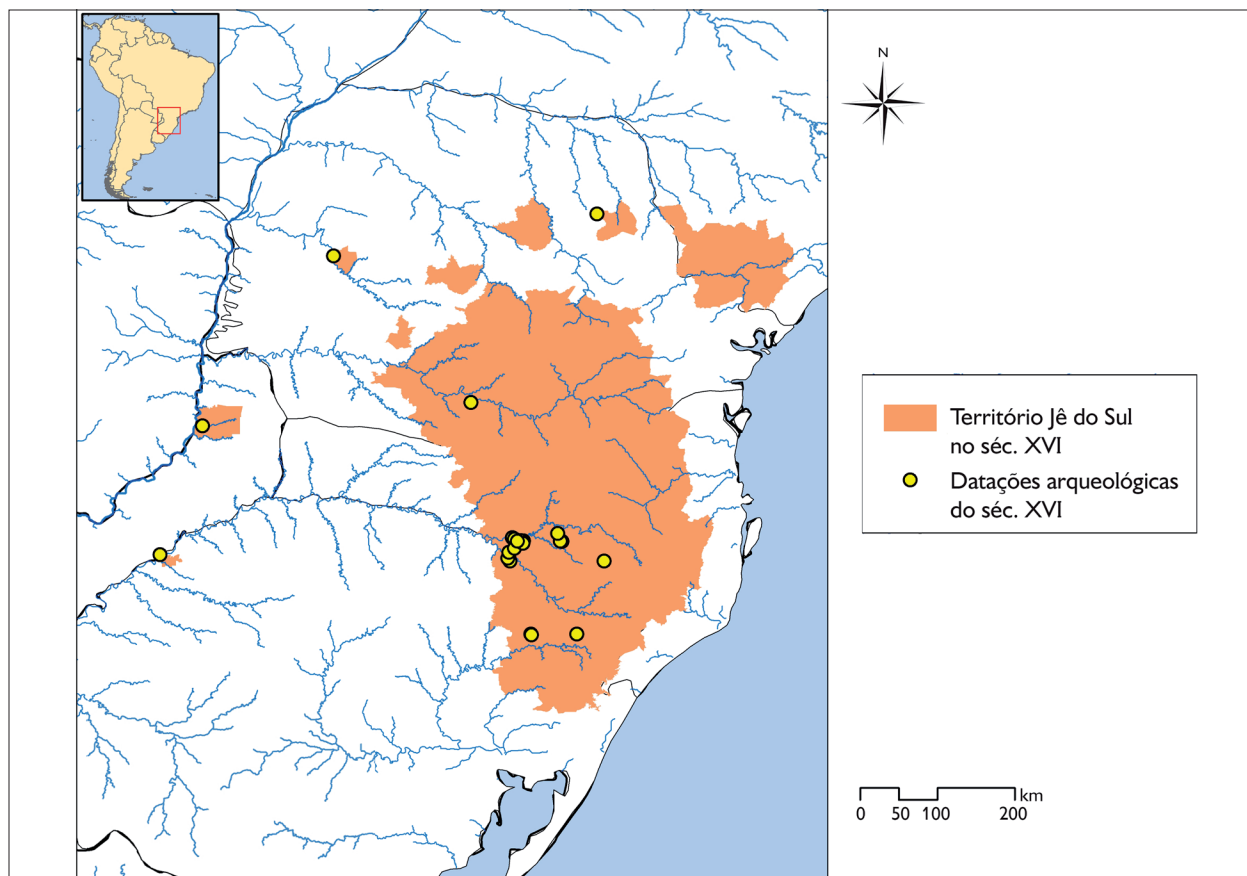 N
Território Jê do Sul
no séc. XVI
Datações arqueológicas
do séc. XVI
km
0 50 100 200